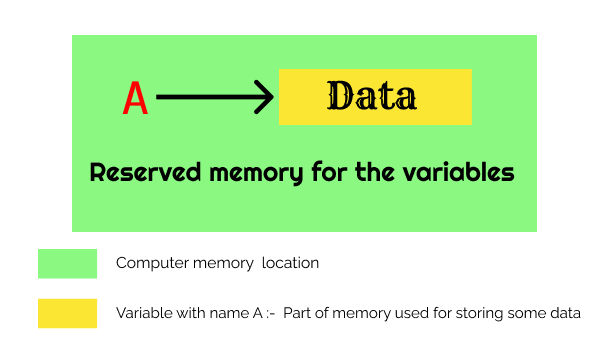 A Data
Reserved memory for the variables
Computer memory location
Variable with name A :- Part of memory used for storing some data